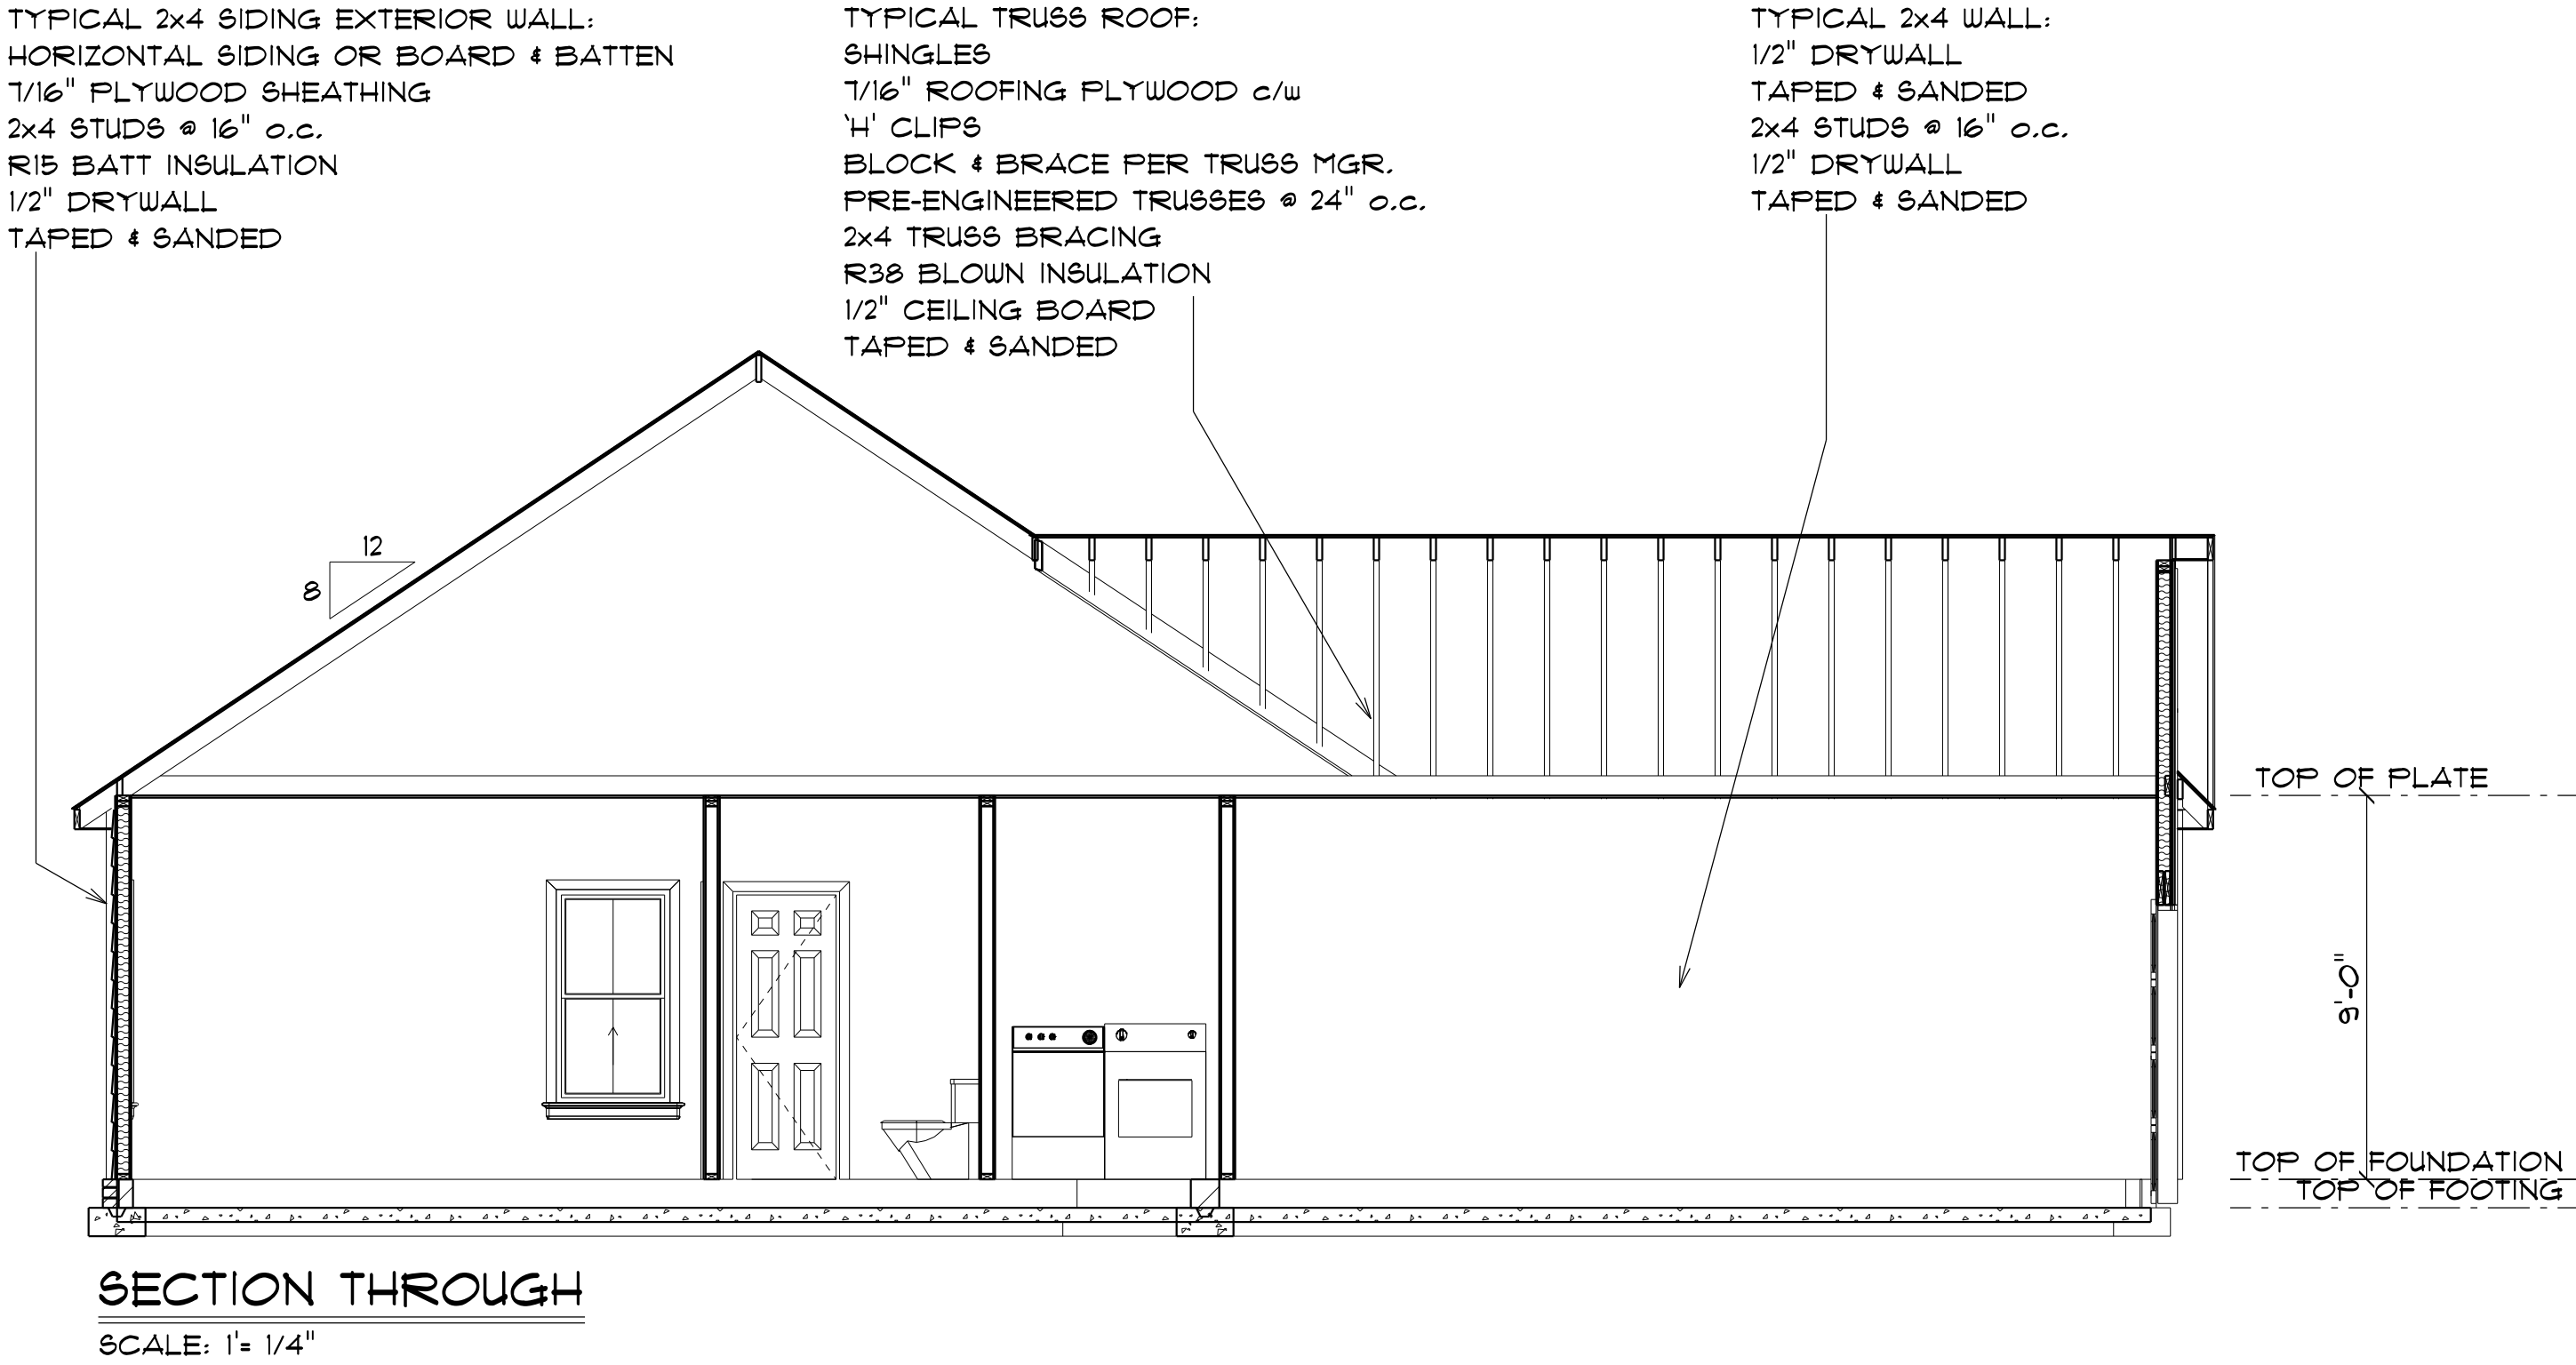 TYPICAL 2x4 SIDING EXTERIOR WALL:
HORIZONTAL SIDING OR BOARD & BATTEN
7/16" PLYWOOD SHEATHING
2x4 STUDS @ 16" o.c.
R15 BATT INSULATION
1/2" DRYWALL
TAPED & SANDED
TYPICAL TRUSS ROOF:
SHINGLES
7/16" ROOFING PLYWOOD c/w
'H' CLIPS
BLOCK & BRACE PER TRUSS MGR.
PRE-ENGINEERED TRUSSES @ 24" o.c.
2x4 TRUSS BRACING
R38 BLOWN INSULATION
1/2" CEILING BOARD
TAPED & SANDED
TYPICAL 2x4 WALL:
1/2" DRYWALL
TAPED & SANDED
2x4 STUDS @ 16" o.c.
1/2" DRYWALL
TAPED & SANDED
12
8
TOP OF PLATE
9'-0"
TOP OF FOUNDATION
TOP OF FOOTING
SECTION THROUGH
SCALE: 1'= 1/4"